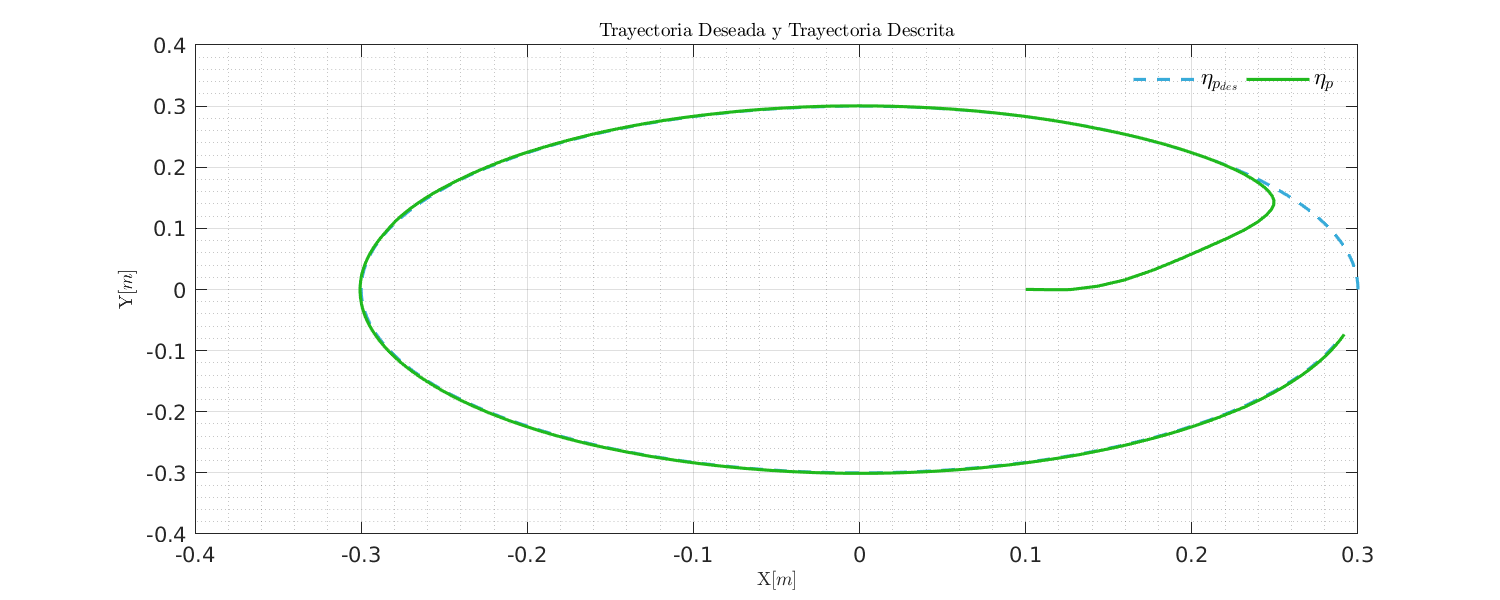 Trayectoria Deseada y Trayectoria Descrita
η_{p_{des}} η_p
0.4
0.3
0.2
0.1
0
-0.1
-0.2
-0.3
-0.4
Y[m]
-0.4 -0.3 -0.2 -0.1 0 0.1 0.2 0.3
X[m]